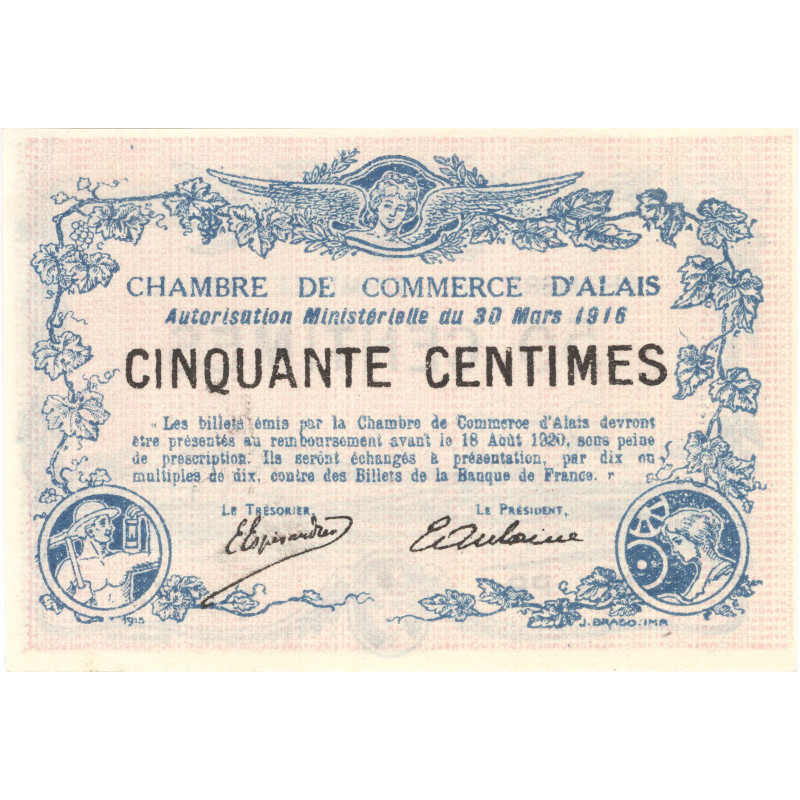 CHAMBRE DE COMMERCE D'ALAIS
Autorisation Ministérielle du 30 Mars 1916
CINQUANTE CENTIMES
« Les billets émis par la Chambre de Commerce d'Alais devront
être présentés au remboursement avant le 18 Août 1920, sous peine
de prescription. Ils seront échangés à présentation, par dix ou
multiples de dix, contre des Billets de la Banque de France. »
LE TRÉSORIER, LE PRÉSIDENT,
1915 J. BRABO. IMP.